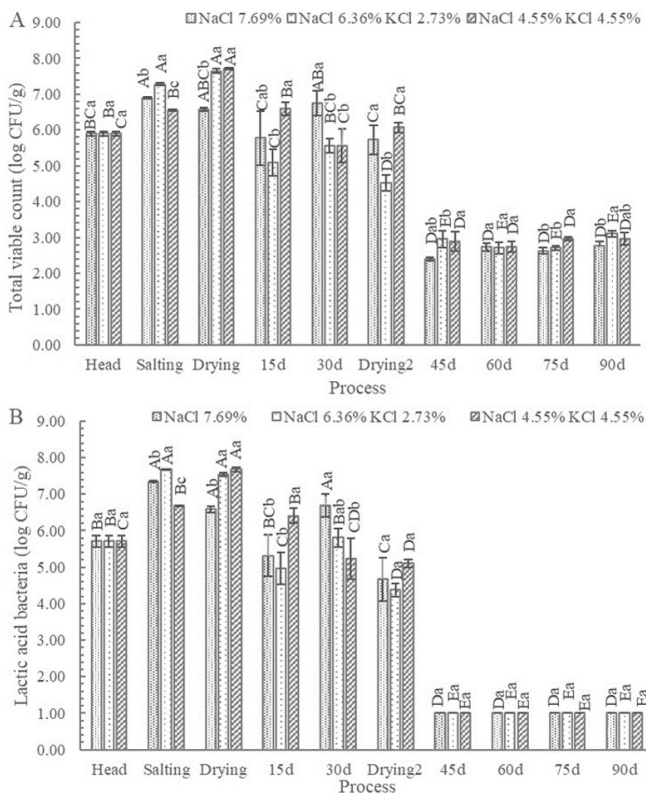 A
NaCl 7.69% NaCl 6.36% KCl 2.73% NaCl 4.55% KCl 4.55%
Total viable count (log CFU/g)
9.00
8.00
7.00
6.00
5.00
4.00
3.00
2.00
1.00
0.00
BCa Ba Ca
Ab Aa Bc
ABCb Aa Aa
Cab Cb Ba
ABa BCb Cb
Ca Db BCa
Dab Eb Da
Da Ea Da
Db Eb Da
Db Ea Dab
Head Salting Drying 15d 30d Drying2 45d 60d 75d 90d
Process
B
NaCl 7.69% NaCl 6.36% KCl 2.73% NaCl 4.55% KCl 4.55%
Lactic acid bacteria (log CFU/g)
9.00
8.00
7.00
6.00
5.00
4.00
3.00
2.00
1.00
0.00
Ba Ba Ca
Ab Aa Bc
Ab Aa Aa
BCb Cb Ba
Aa Bab CDb
Ca Da Da
Da Ea Ea
Da Ea Ea
Da Ea Ea
Da Ea Ea
Head Salting Drying 15d 30d Drying2 45d 60d 75d 90d
Process